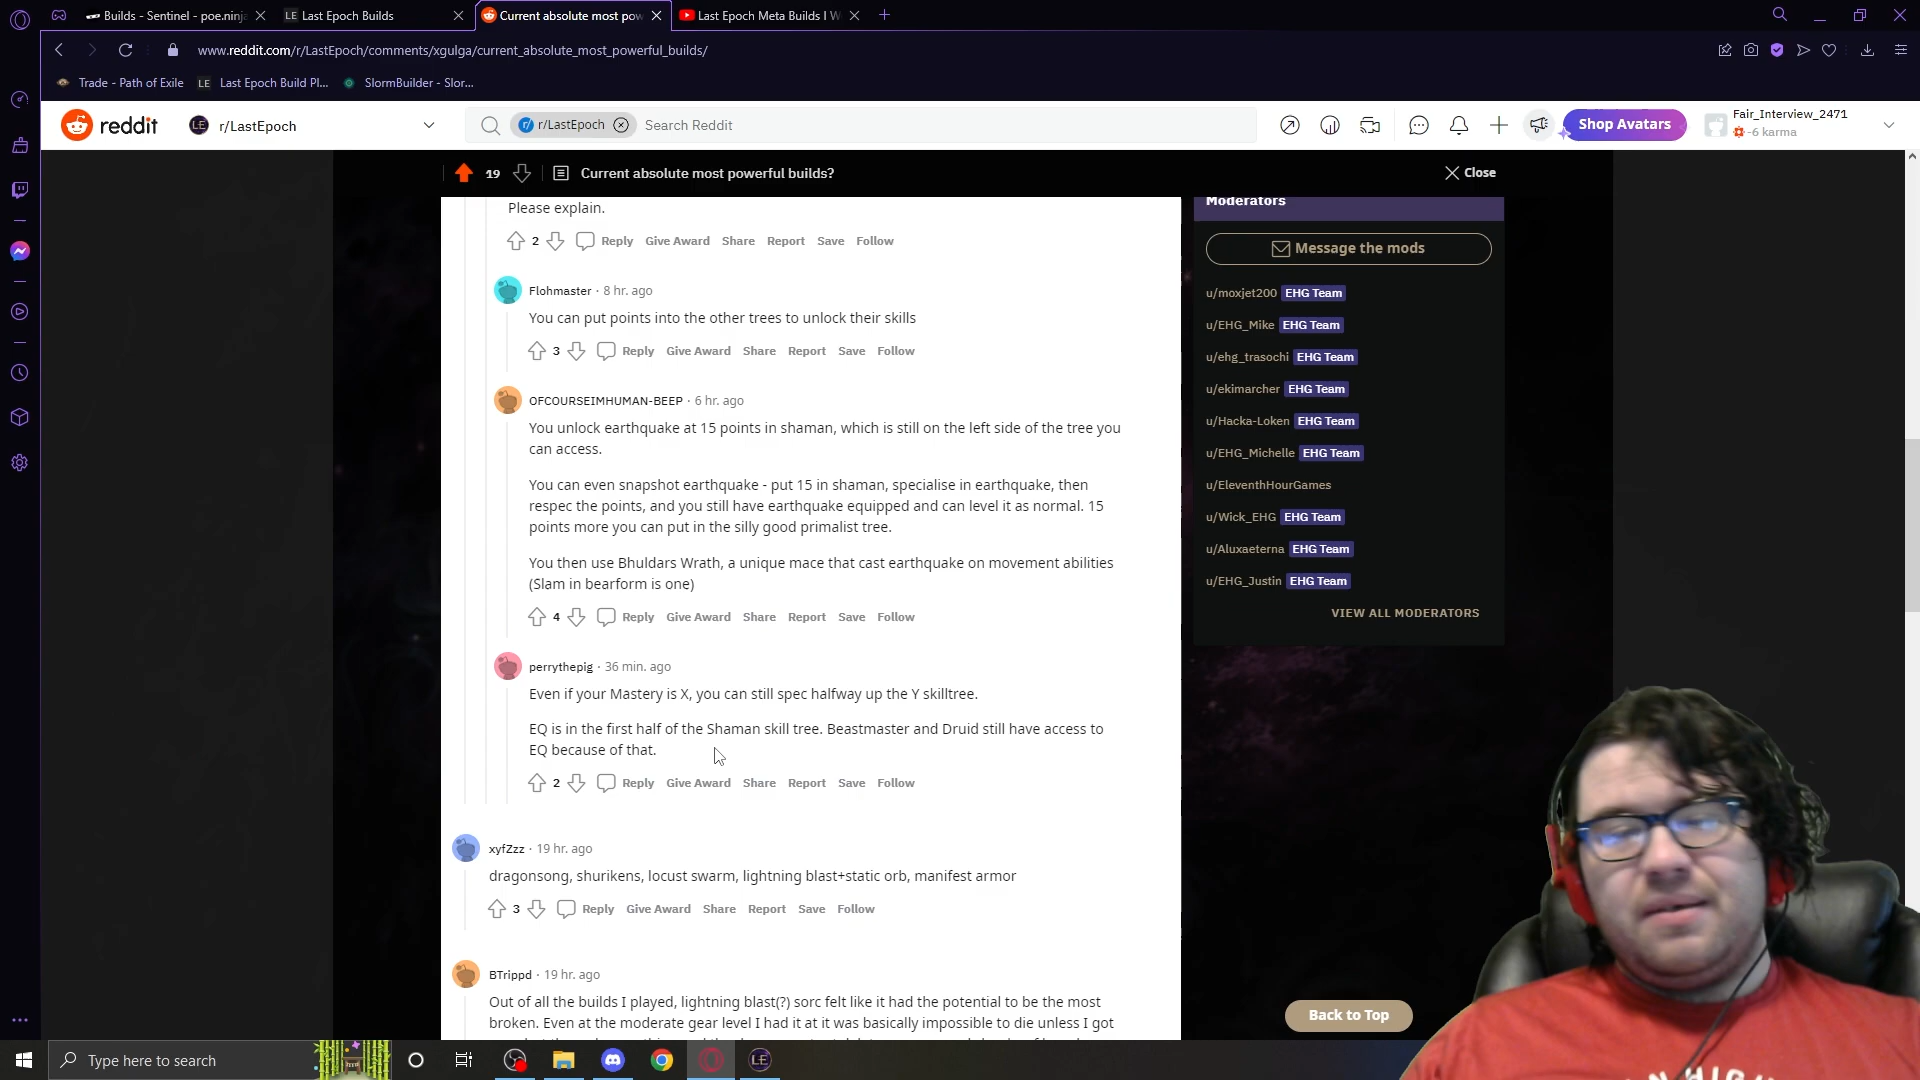 Builds - Sentinel - poe.ninja
LE Last Epoch Builds
Current absolute most pow
Last Epoch Meta Builds I W
www.reddit.com/r/LastEpoch/comments/xgulga/current_absolute_most_powerful_builds/
Trade - Path of Exile
LE Last Epoch Build Pl...
SlormBuilder - Slor...
reddit
LE r/LastEpoch
r/ r/LastEpoch
Search Reddit
Shop Avatars
Fair_Interview_2471
-6 karma
19
Current absolute most powerful builds?
Close
Please explain.
2 Reply Give Award Share Report Save Follow
Flohmaster · 8 hr. ago
You can put points into the other trees to unlock their skills
3 Reply Give Award Share Report Save Follow
OFCOURSEIMHUMAN-BEEP · 6 hr. ago
You unlock earthquake at 15 points in shaman, which is still on the left side of the tree you
can access.
You can even snapshot earthquake - put 15 in shaman, specialise in earthquake, then
respec the points, and you still have earthquake equipped and can level it as normal. 15
points more you can put in the silly good primalist tree.
You then use Bhuldars Wrath, a unique mace that cast earthquake on movement abilities
(Slam in bearform is one)
4 Reply Give Award Share Report Save Follow
perrythepig · 36 min. ago
Even if your Mastery is X, you can still spec halfway up the Y skilltree.
EQ is in the first half of the Shaman skill tree. Beastmaster and Druid still have access to
EQ because of that.
2 Reply Give Award Share Report Save Follow
xyfZzz · 19 hr. ago
dragonsong, shurikens, locust swarm, lightning blast+static orb, manifest armor
3 Reply Give Award Share Report Save Follow
BTrippd · 19 hr. ago
Out of all the builds I played, lightning blast(?) sorc felt like it had the potential to be the most
broken. Even at the moderate gear level I had it at it was basically impossible to die unless I got
Moderators
Message the mods
u/moxjet200 EHG Team
u/EHG_Mike EHG Team
u/ehg_trasochi EHG Team
u/ekimarcher EHG Team
u/Hacka-Loken EHG Team
u/EHG_Michelle EHG Team
u/EleventhHourGames
u/Wick_EHG EHG Team
u/Aluxaeterna EHG Team
u/EHG_Justin EHG Team
VIEW ALL MODERATORS
Back to Top
Type here to search
LE